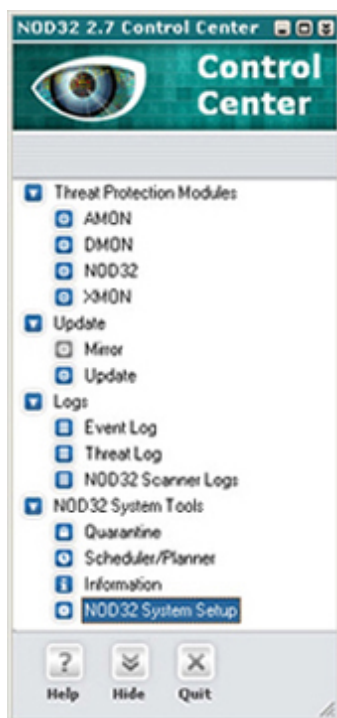 NOD32 2.7 Control Center
Control
Center
Threat Protection Modules
AMON
DMON
NOD32
XMON
Update
Mirror
Update
Logs
Event Log
Threat Log
NOD32 Scanner Logs
NOD32 System Tools
Quarantine
Scheduler/Planner
Information
NOD32 System Setup
Help Hide Quit